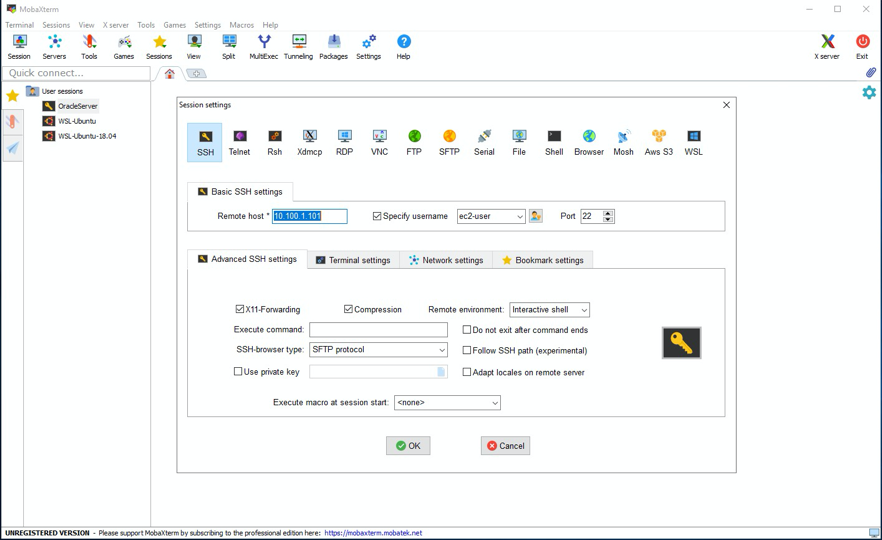 MobaXterm
Terminal Sessions View X server Tools Games Settings Macros Help
Session Servers Tools Games Sessions View Split MultiExec Tunneling Packages Settings Help X server Exit
Quick connect...
User sessions
OracleServer
WSL-Ubuntu
WSL-Ubuntu-18.04
Session settings
SSH Telnet Rsh Xdmcp RDP VNC FTP SFTP Serial File Shell Browser Mosh Aws S3 WSL
Basic SSH settings
Remote host * 10.100.1.101 Specify username ec2-user Port 22
Advanced SSH settings Terminal settings Network settings Bookmark settings
X11-Forwarding Compression Remote environment: Interactive shell
Execute command: Do not exit after command ends
SSH-browser type: SFTP protocol Follow SSH path (experimental)
Use private key Adapt locales on remote server
Execute macro at session start: <none>
OK Cancel
UNREGISTERED VERSION - Please support MobaXterm by subscribing to the professional edition here: https://mobaxterm.mobatek.net